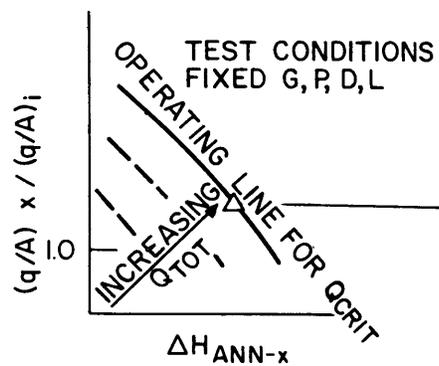 TEST CONDITIONS
FIXED G, P, D, L
OPERATING LINE FOR QCRIT
(q/A) x / (q/A)i
1.0
INCREASING
QTOT,
ΔHANN-x